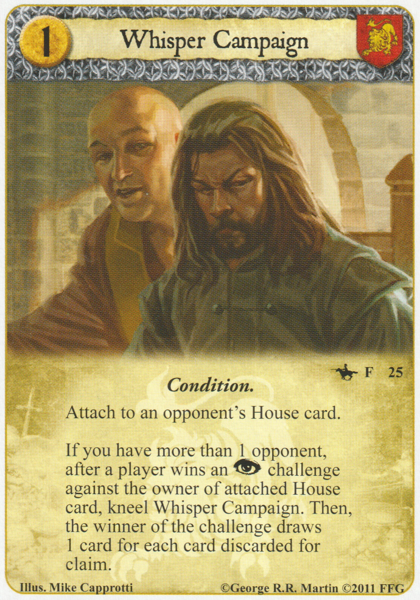 1
Whisper Campaign
F 25
Condition.
Attach to an opponent's House card.
If you have more than 1 opponent,
after a player wins an challenge
against the owner of attached House
card, kneel Whisper Campaign. Then,
the winner of the challenge draws
1 card for each card discarded for
claim.
Illus. Mike Capprotti ©George R.R. Martin ©2011 FFG